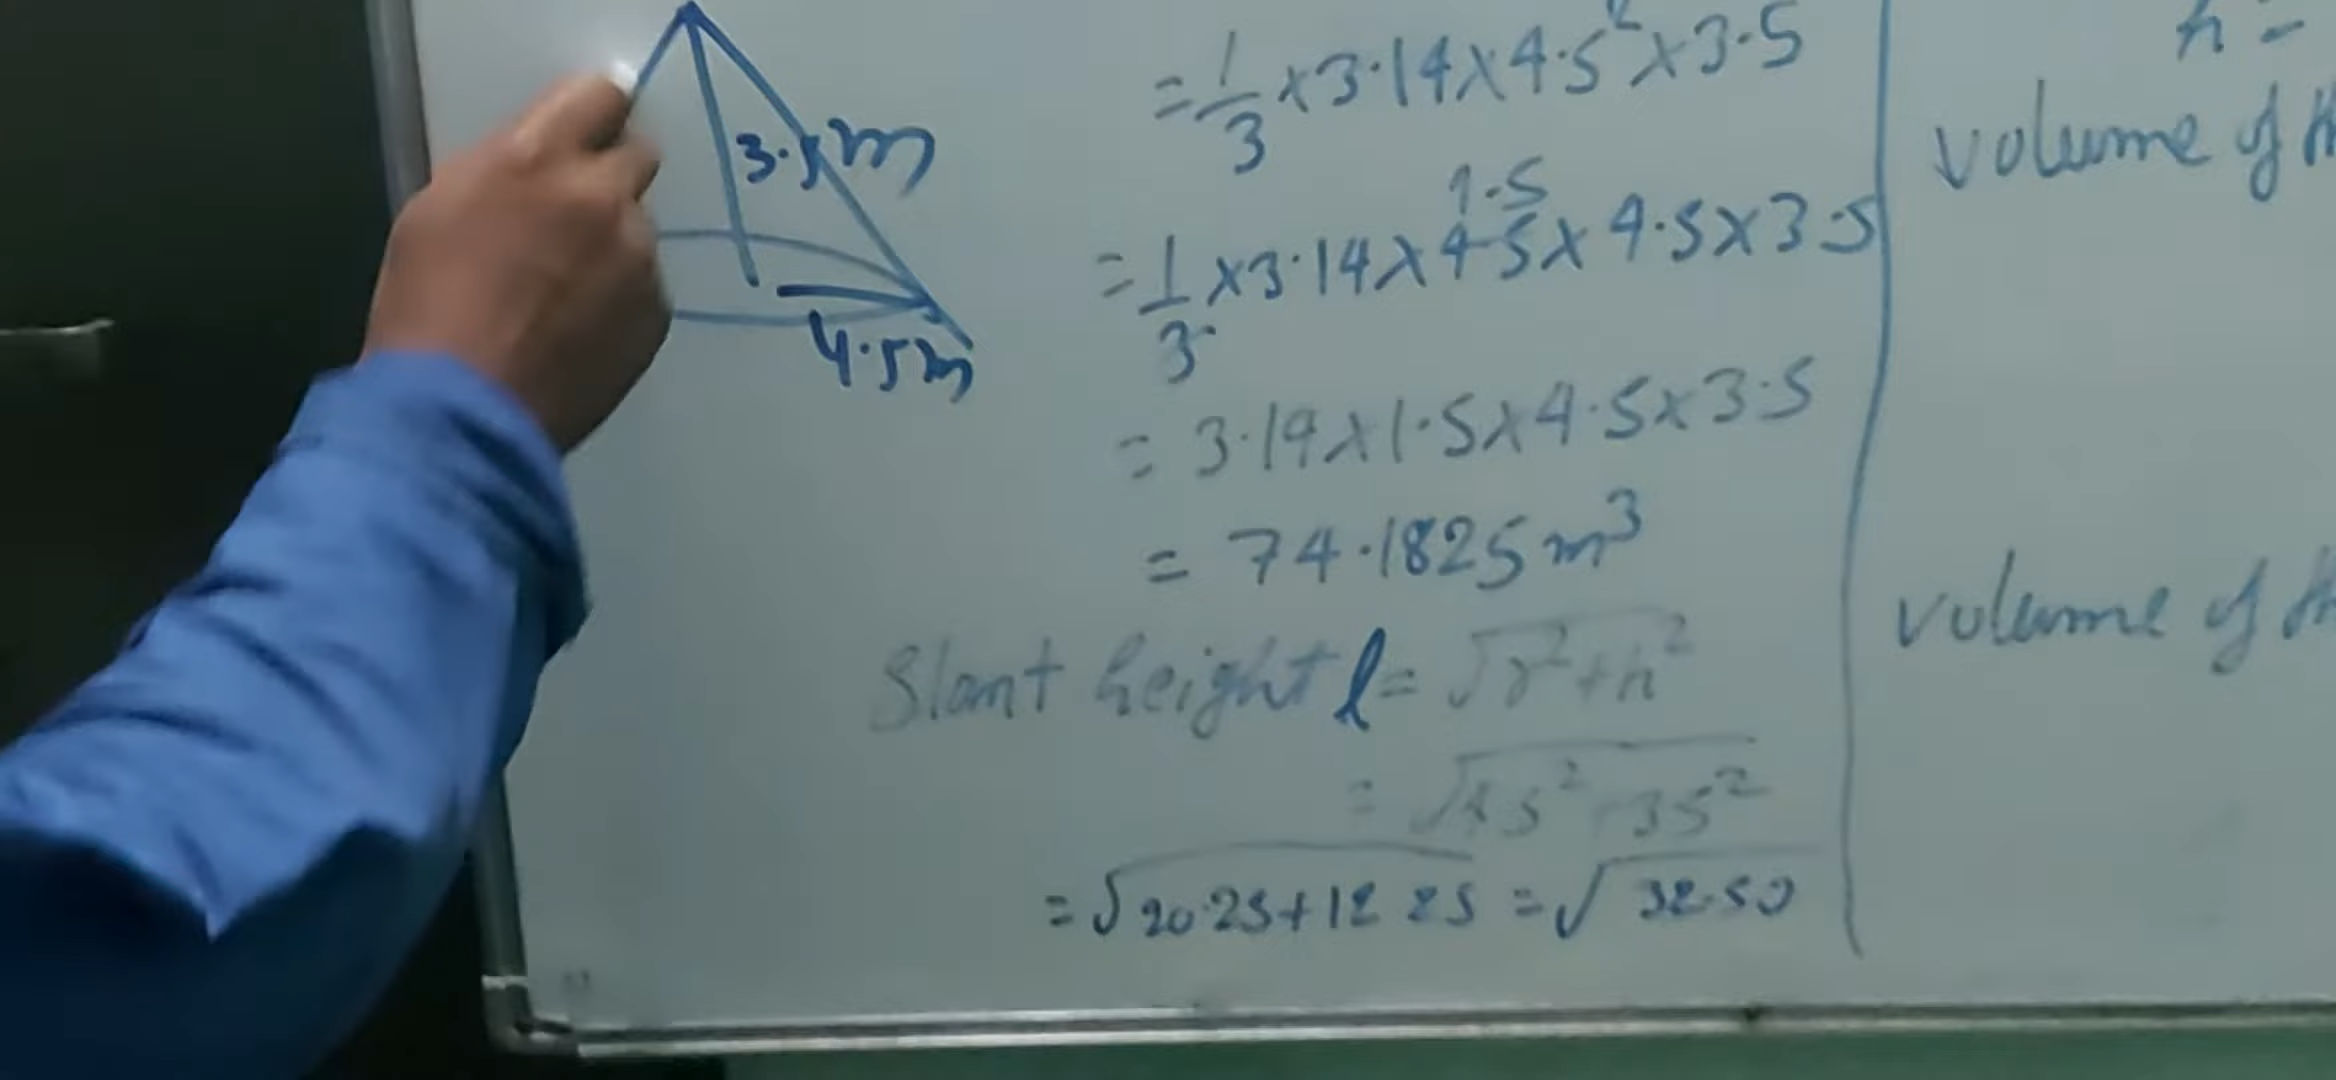 3.5m
4.5m
= 1/3 × 3.14 × 4.5² × 3.5
1.5
= 1/3 × 3.14 × 4.5 × 4.5 × 3.5
= 3.14 × 1.5 × 4.5 × 3.5
= 74.1825 m³
Slant height l = √r² + h²
= √4.5² 3.5²
= √20.25 + 12.25 = √32.50
h =
volume of
volume of